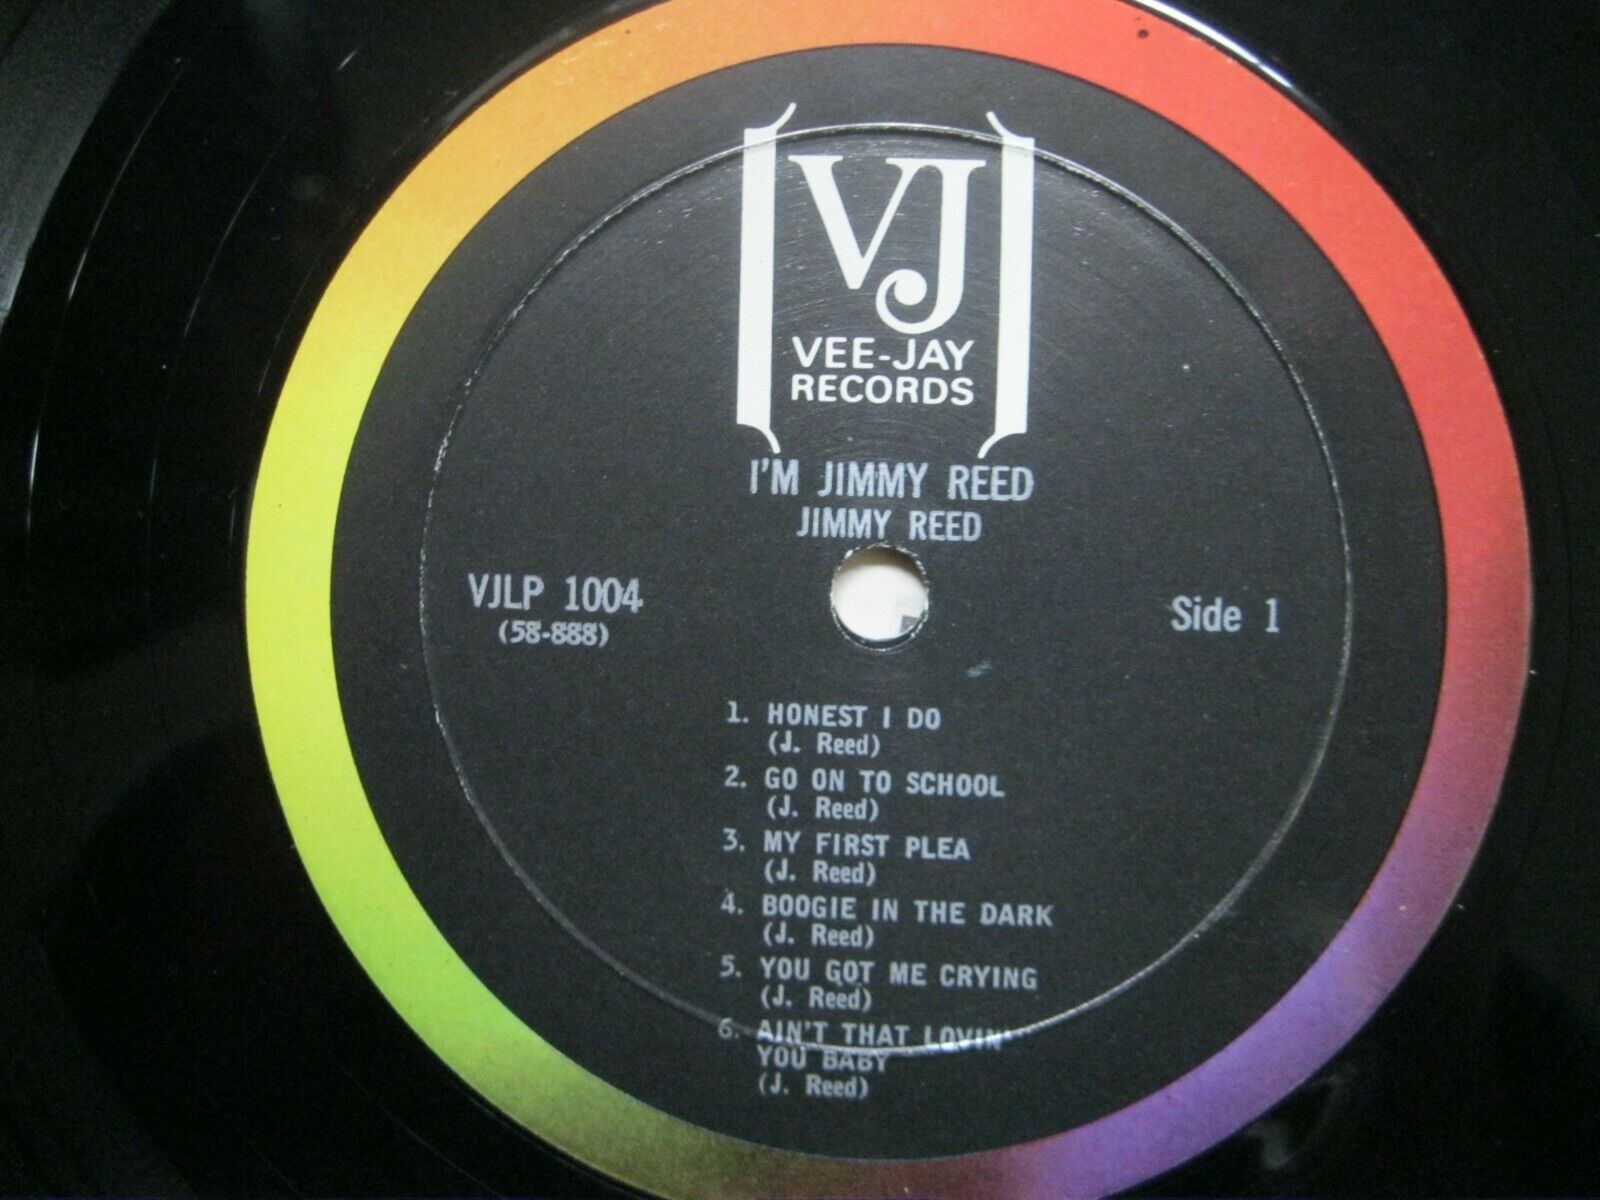 VJ
VEE-JAY
RECORDS
I'M JIMMY REED
JIMMY REED
VJLP 1004
(58-888)
Side 1
1. HONEST I DO
(J. Reed)
2. GO ON TO SCHOOL
(J. Reed)
3. MY FIRST PLEA
(J. Reed)
4. BOOGIE IN THE DARK
(J. Reed)
5. YOU GOT ME CRYING
(J. Reed)
6. AIN'T THAT LOVIN'
YOU BABY
(J. Reed)